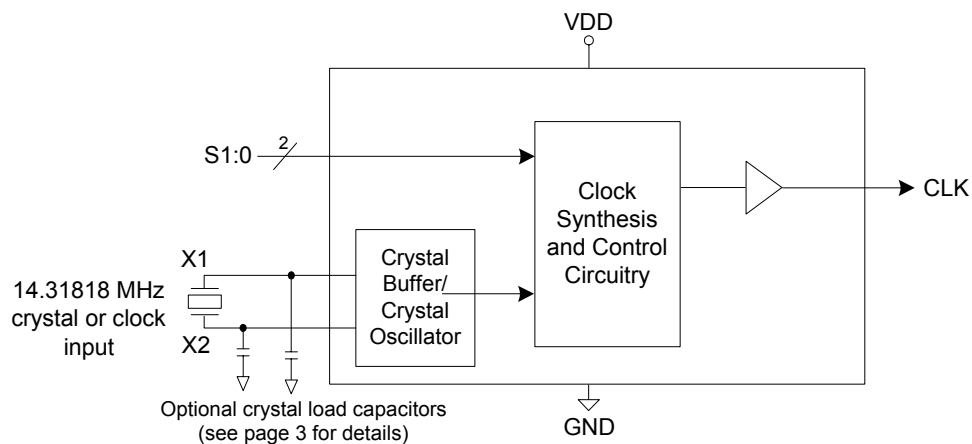 VDD
S1:0
2
Clock
Synthesis
and Control
Circuitry
CLK
Crystal
Buffer/
Crystal
Oscillator
X1
14.31818 MHz
crystal or clock
input
X2
Optional crystal load capacitors
(see page 3 for details)
GND